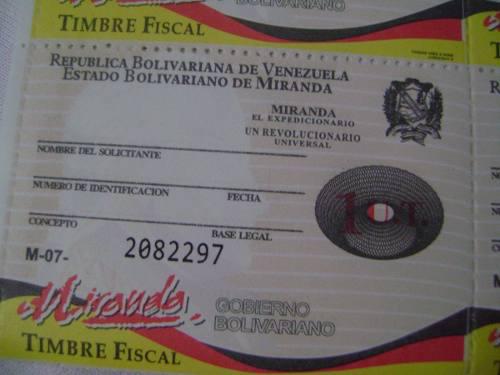 TIMBRE FISCAL
BOLIVARIANO
REPUBLICA BOLIVARIANA DE VENEZUELA
ESTADO BOLIVARIANO DE MIRANDA
MIRANDA
EL EXPEDICIONARIO
UN REVOLUCIONARIO
UNIVERSAL
NOMBRE DEL SOLICITANTE
NUMERO DE IDENTIFICACION FECHA
1 U.T.
CONCEPTO BASE LEGAL
M-07- 2082297
Miranda
GOBIERNO
BOLIVARIANO
TIMBRE FISCAL